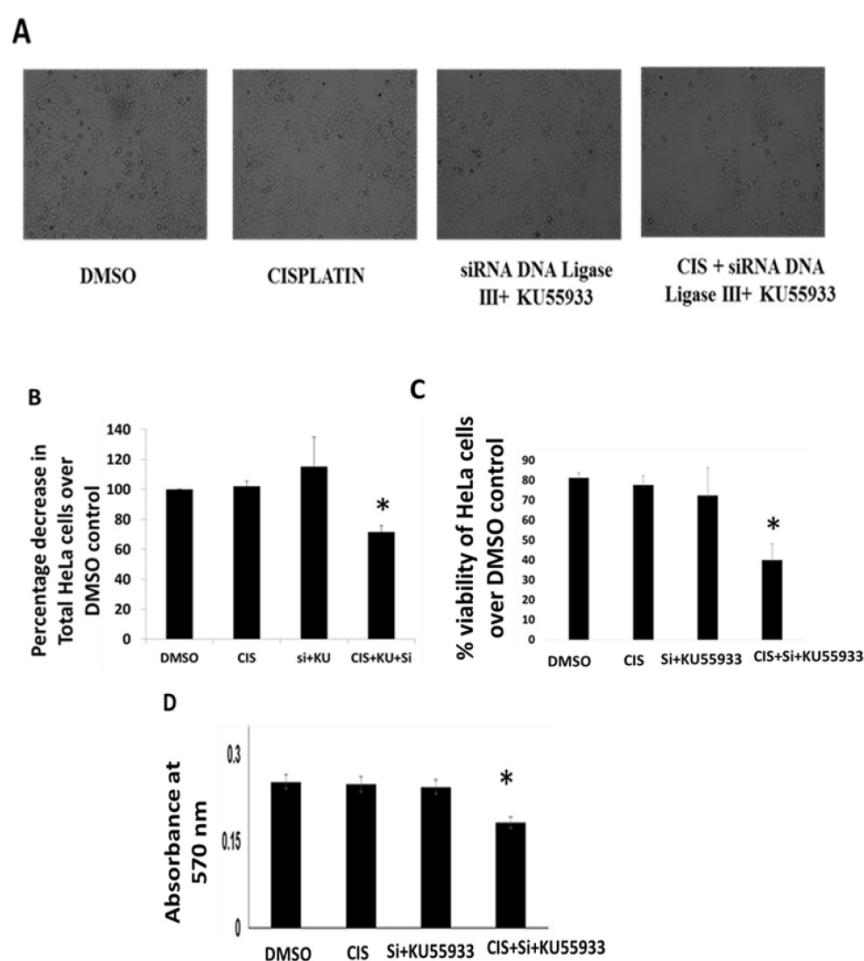 A
DMSO
CISPLATIN
siRNA DNA Ligase
III+ KU55933
CIS + siRNA DNA
Ligase III+ KU55933
B
Percentage decrease in
Total HeLa cells over
DMSO control
140
120
100
80
60
40
20
0
*
DMSO
CIS
si+KU
CIS+KU+Si
C
% viability of HeLa cells
over DMSO control
90
80
70
60
50
40
30
20
10
0
*
DMSO
CIS
Si+KU55933
CIS+Si+KU55933
D
Absorbance at
570 nm
0.3
0.15
0
*
DMSO
CIS
Si+KU55933
CIS+Si+KU55933